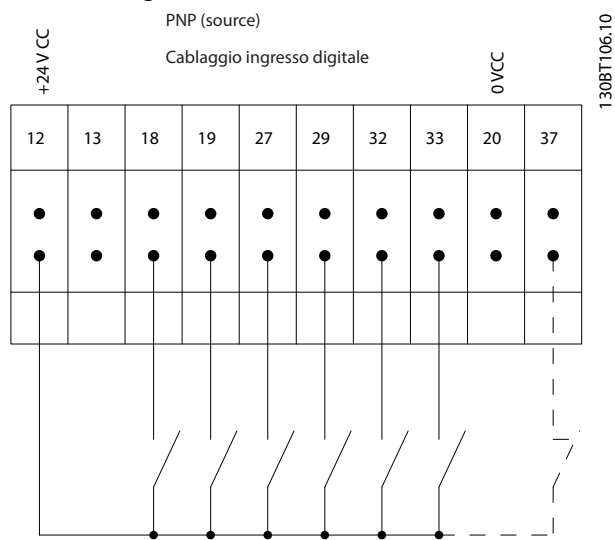 PNP (source)
Cablaggio ingresso digitale
+24 V CC
0 VCC
130BT106.10
12 13 18 19 27 29 32 33 20 37